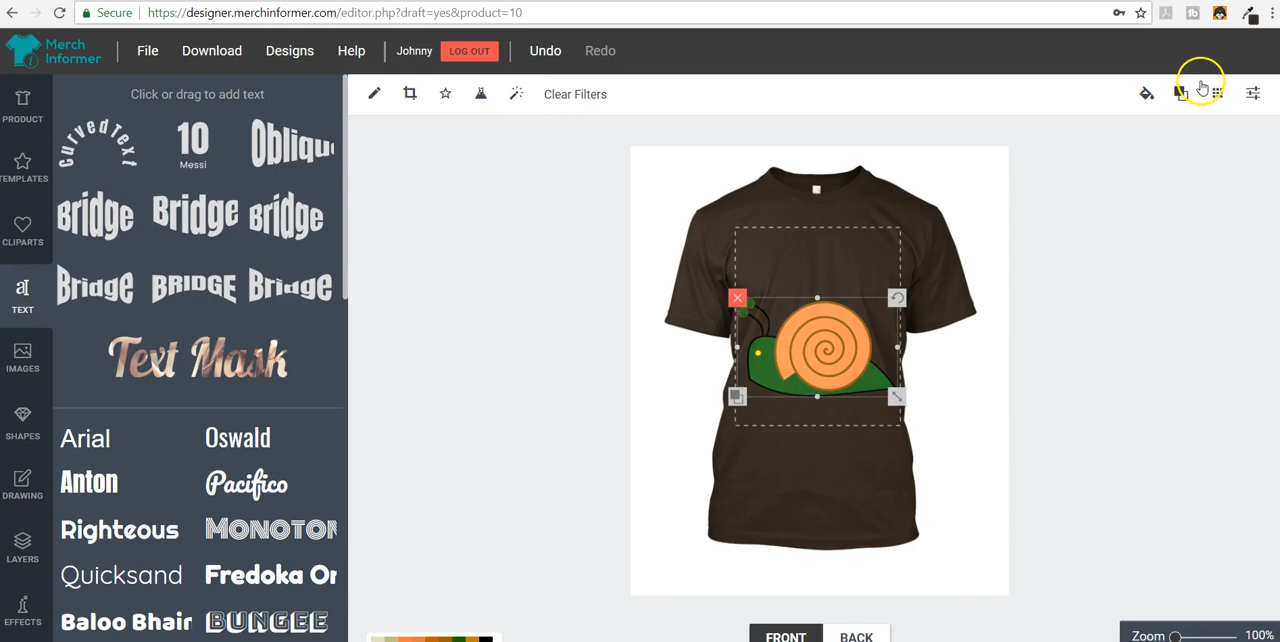 Secure https://designer.merchinformer.com/editor.php?draft=yes&product=10
Merch Informer File Download Designs Help Johnny LOG OUT Undo Redo
Click or drag to add text
Clear Filters
PRODUCT
TEMPLATES
CLIPARTS
aI
TEXT
IMAGES
SHAPES
DRAWING
LAYERS
EFFECTS
CurvedText
10
Messi
Obliqu
Bridge Bridge Bridge
Bridge BRIDGE Bridge
Text Mask
Arial Oswald
Anton Pacifico
Righteous MONOTON
Quicksand Fredoka On
Baloo Bhair BUNGEE
FRONT BACK
Zoom 100%